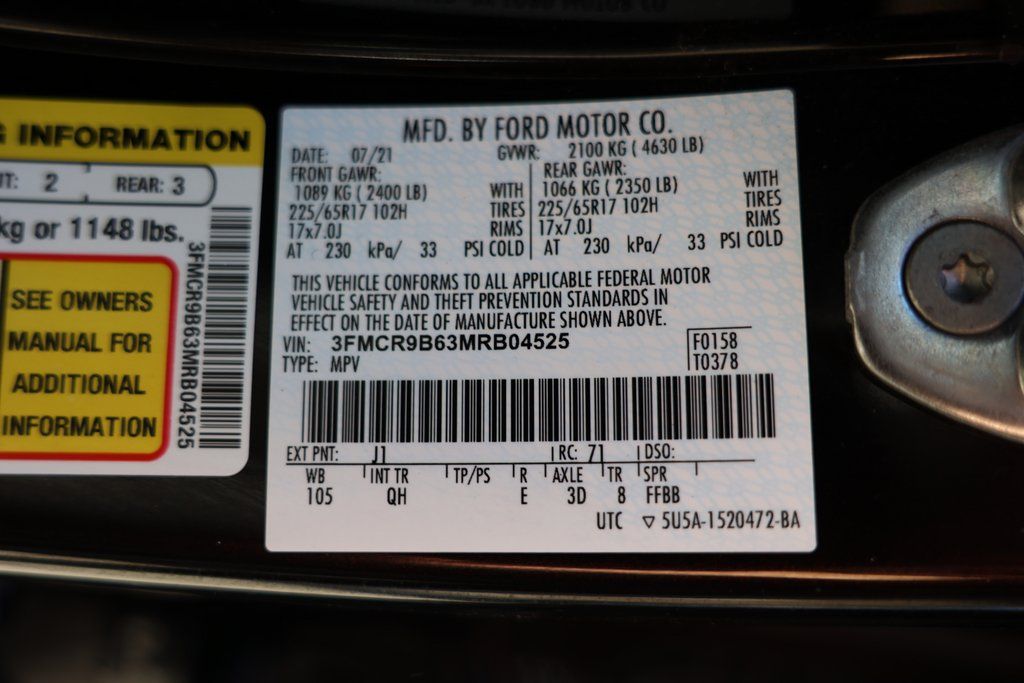 G INFORMATION
NT: 2 REAR: 3
kg or 1148 lbs.
SEE OWNERS
MANUAL FOR
ADDITIONAL
INFORMATION
3FMCR9B63MRB04525
MFD. BY FORD MOTOR CO.
DATE: 07/21 GVWR: 2100 KG ( 4630 LB)
FRONT GAWR: REAR GAWR:
1089 KG ( 2400 LB) WITH 1066 KG ( 2350 LB) WITH
225/65R17 102H TIRES 225/65R17 102H TIRES
17x7.0J RIMS 17x7.0J RIMS
AT 230 kPa/ 33 PSI COLD AT 230 kPa/ 33 PSI COLD
THIS VEHICLE CONFORMS TO ALL APPLICABLE FEDERAL MOTOR
VEHICLE SAFETY AND THEFT PREVENTION STANDARDS IN
EFFECT ON THE DATE OF MANUFACTURE SHOWN ABOVE.
VIN: 3FMCR9B63MRB04525 F0158
TYPE: MPV T0378
EXT PNT: J1 RC: 71 DSO:
WB INT TR TP/PS R AXLE TR SPR
105 QH E 3D 8 FFBB
UTC ▽ 5U5A-1520472-BA